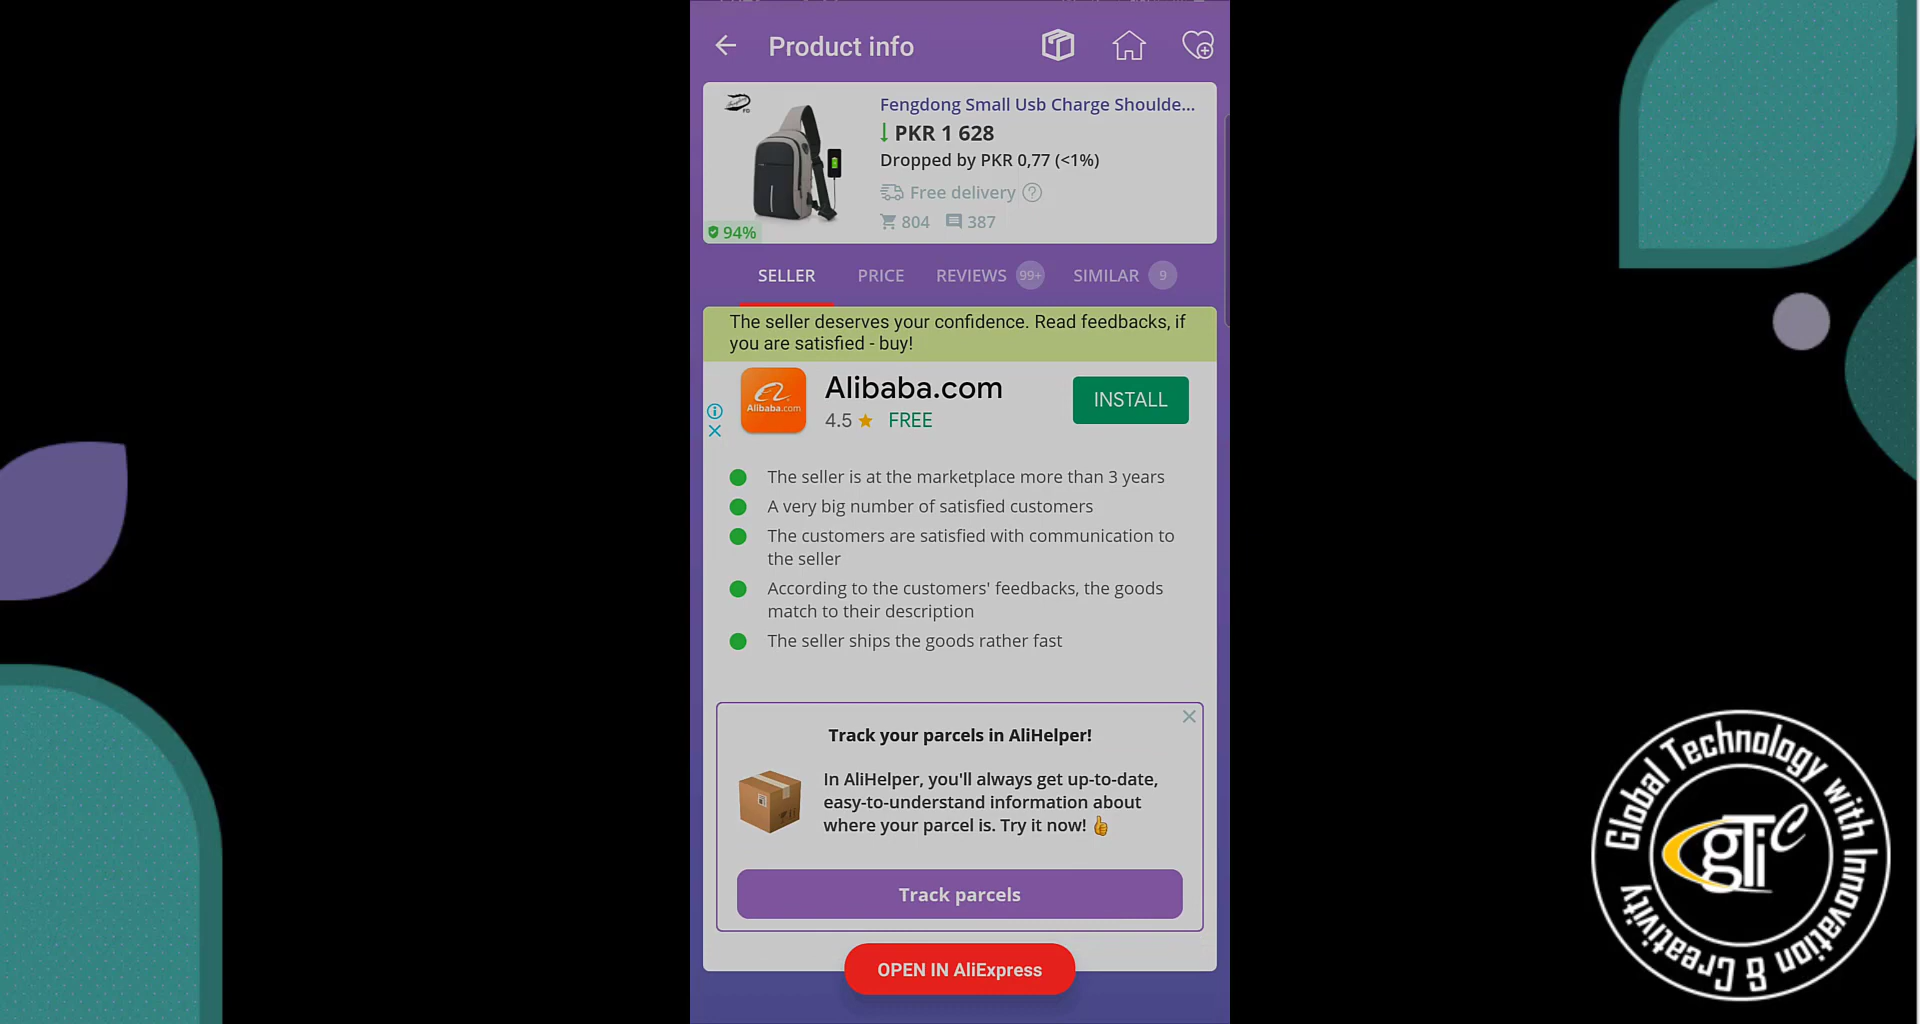 Product info
Fengdong Small Usb Charge Shoulde...
PKR 1 628
Dropped by PKR 0,77 (<1%)
Free delivery ?
804 387
94%
SELLER PRICE REVIEWS 99+ SIMILAR 9
The seller deserves your confidence. Read feedbacks, if
you are satisfied - buy!
Alibaba.com
Alibaba.com
4.5 FREE
INSTALL
The seller is at the marketplace more than 3 years
A very big number of satisfied customers
The customers are satisfied with communication to
the seller
According to the customers' feedbacks, the goods
match to their description
The seller ships the goods rather fast
Track your parcels in AliHelper!
In AliHelper, you'll always get up-to-date,
easy-to-understand information about
where your parcel is. Try it now! 👍
Track parcels
OPEN IN AliExpress
Global Technology with Innovation & Creativity
gTiC